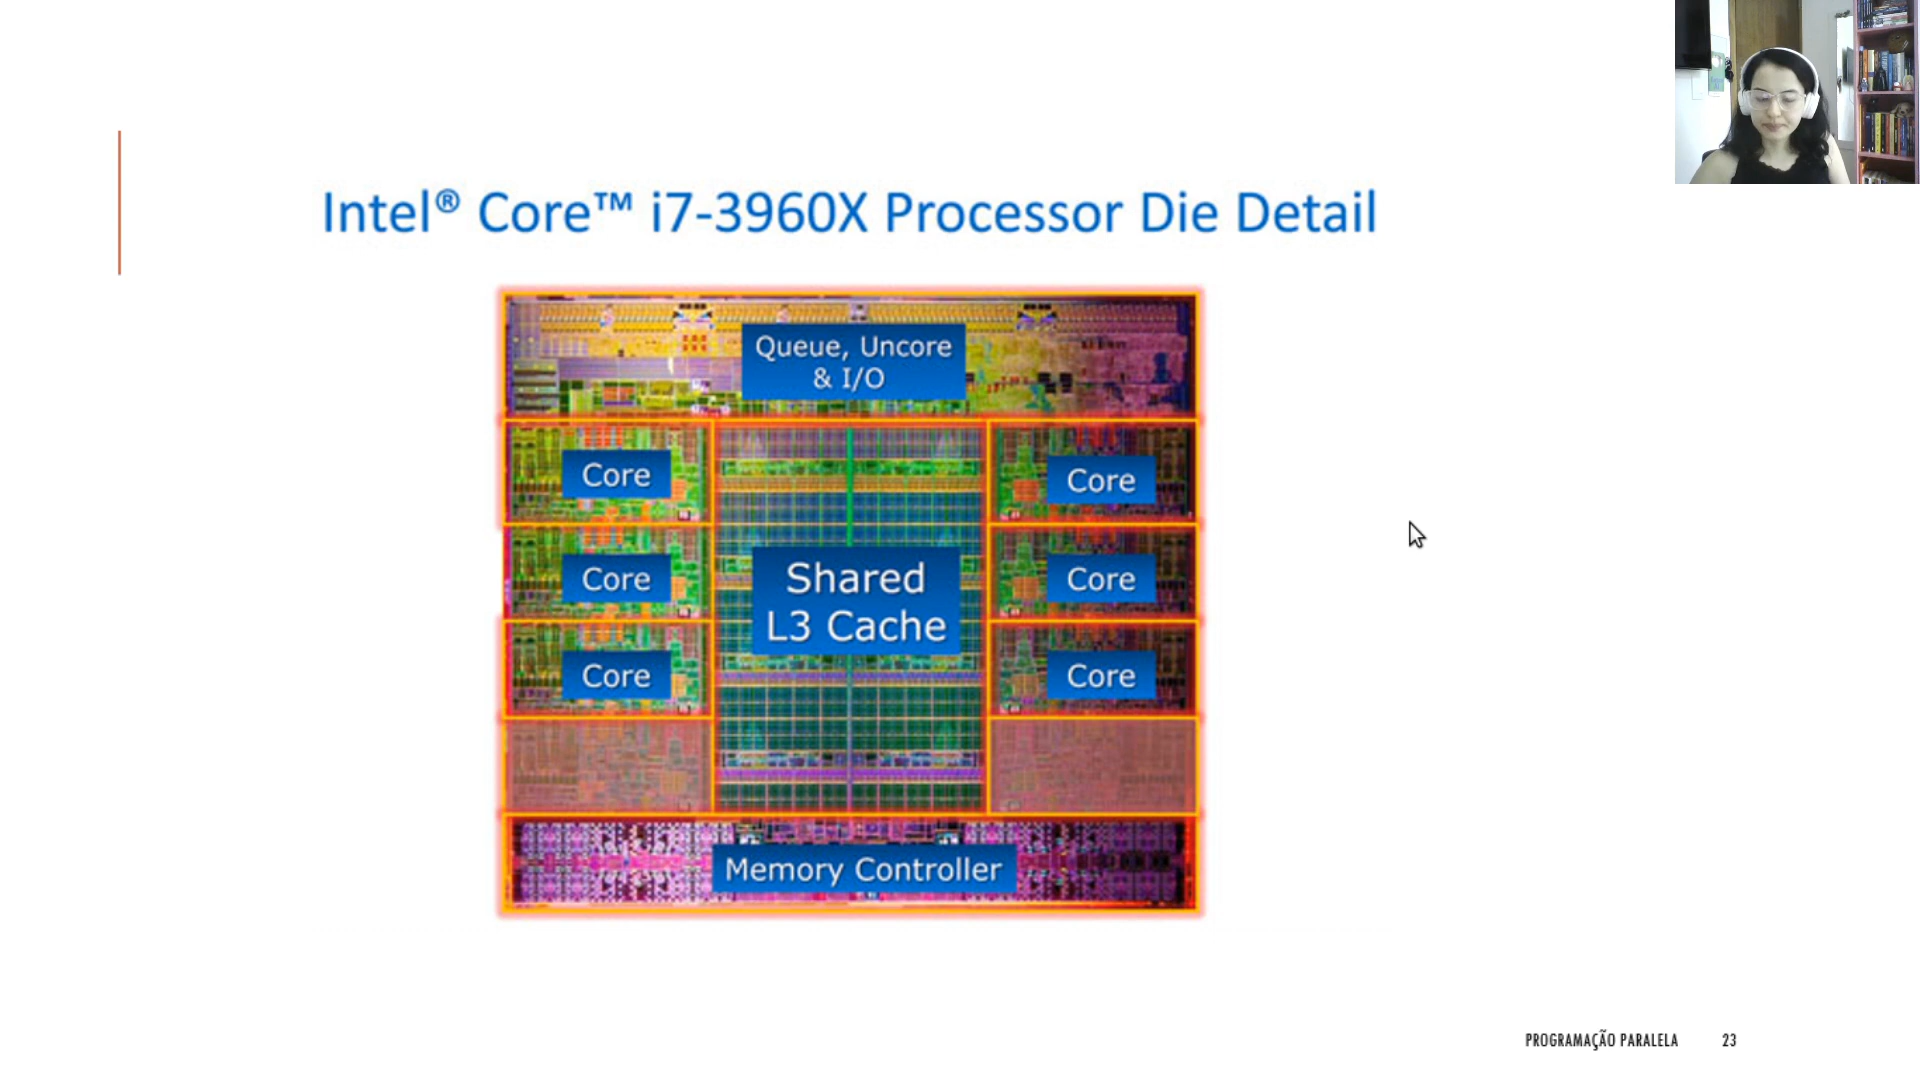 Intel® Core™ i7-3960X Processor Die Detail
Queue, Uncore
& I/O
Core
Core
Core
Core
Shared
L3 Cache
Core
Core
Memory Controller
PROGRAMAÇÃO PARALELA 23